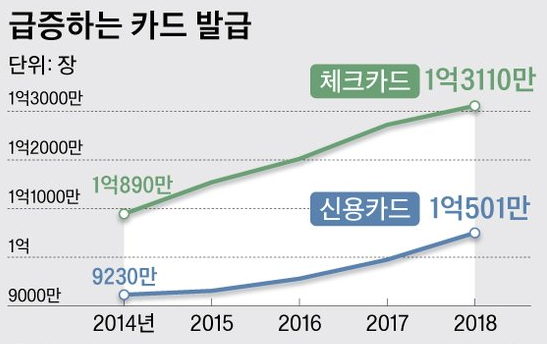 급증하는 카드 발급
단위: 장
체크카드 1억3110만
1억3000만
1억2000만
1억890만
1억1000만
신용카드 1억501만
1억
9230만
9000만
2014년 2015 2016 2017 2018